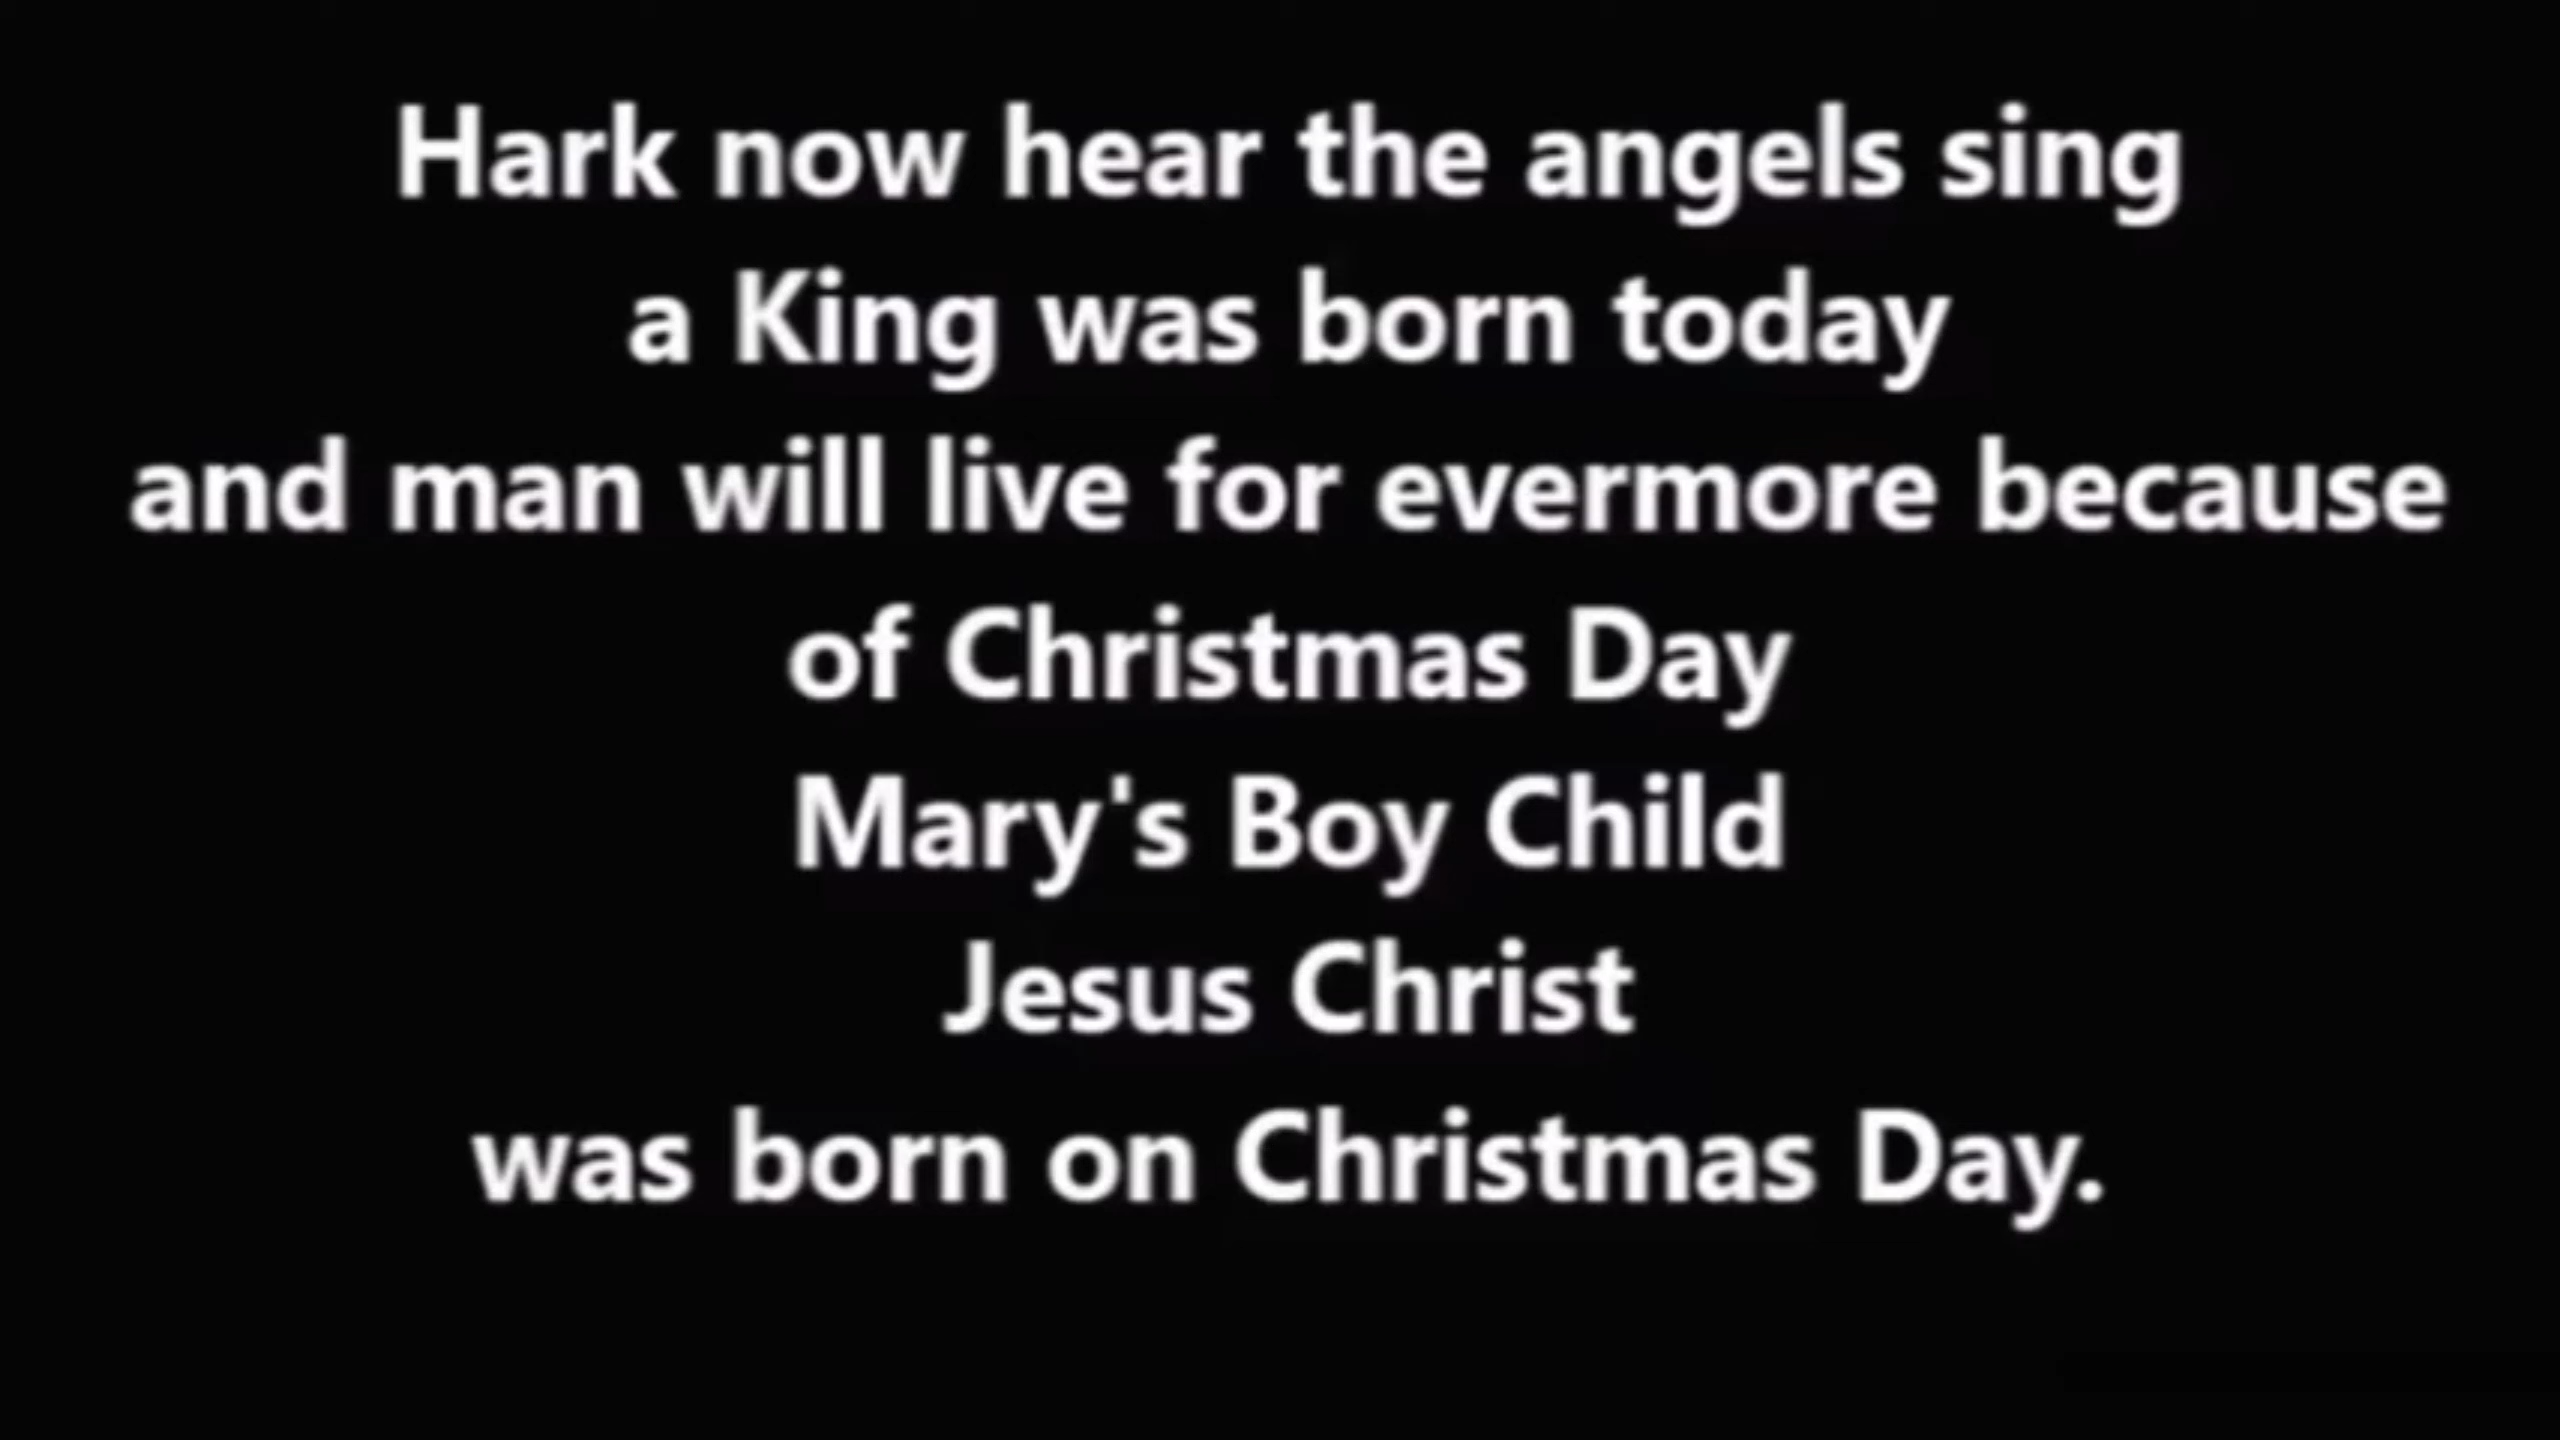 Hark now hear the angels sing
a King was born today
and man will live for evermore because
of Christmas Day
Mary's Boy Child
Jesus Christ
was born on Christmas Day.